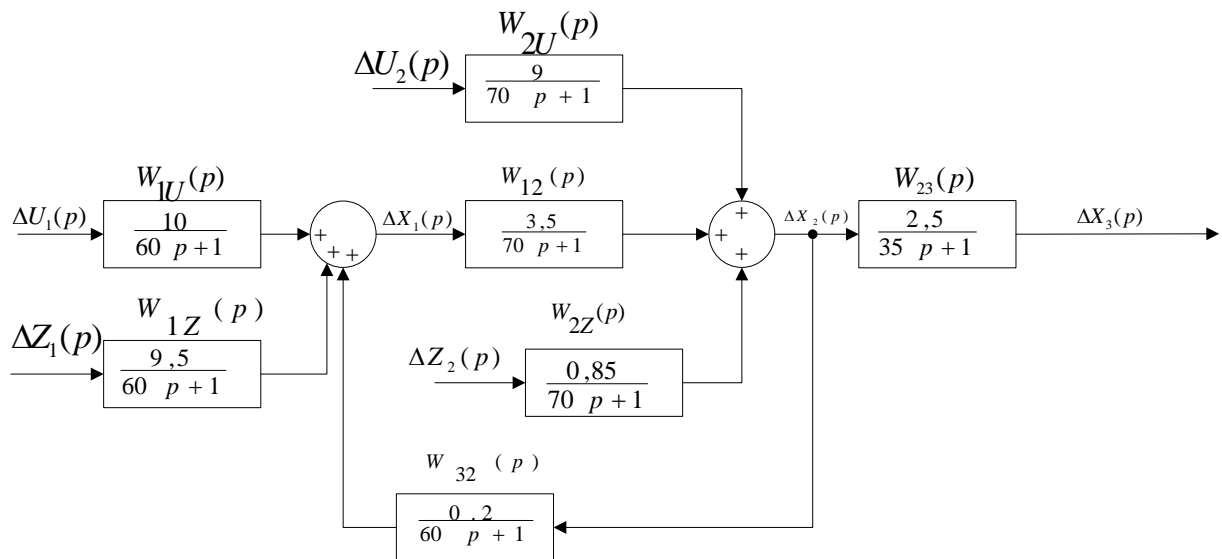 W2U(p)
ΔU2(p)
9
70 p + 1
W1U(p)
W12(p)
W23(p)
ΔU1(p)
10
60 p + 1
+
+ +
ΔX1(p)
3,5
70 p + 1
+
+
+
ΔX2(p)
2,5
35 p + 1
ΔX3(p)
W1Z(p)
ΔZ1(p)
9,5
60 p + 1
W2Z(p)
ΔZ2(p)
0,85
70 p + 1
W32(p)
0.2
60 p + 1